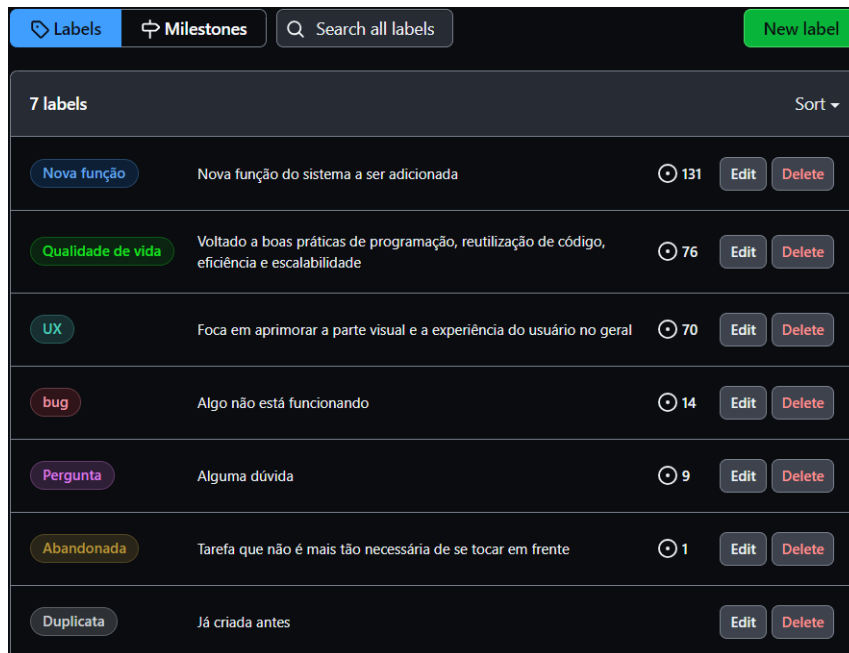 Labels Milestones Search all labels New label
7 labels Sort
Nova função Nova função do sistema a ser adicionada 131 Edit Delete
Qualidade de vida Voltado a boas práticas de programação, reutilização de código,
eficiência e escalabilidade 76 Edit Delete
UX Foca em aprimorar a parte visual e a experiência do usuário no geral 70 Edit Delete
bug Algo não está funcionando 14 Edit Delete
Pergunta Alguma dúvida 9 Edit Delete
Abandonada Tarefa que não é mais tão necessária de se tocar em frente 1 Edit Delete
Duplicata Já criada antes Edit Delete